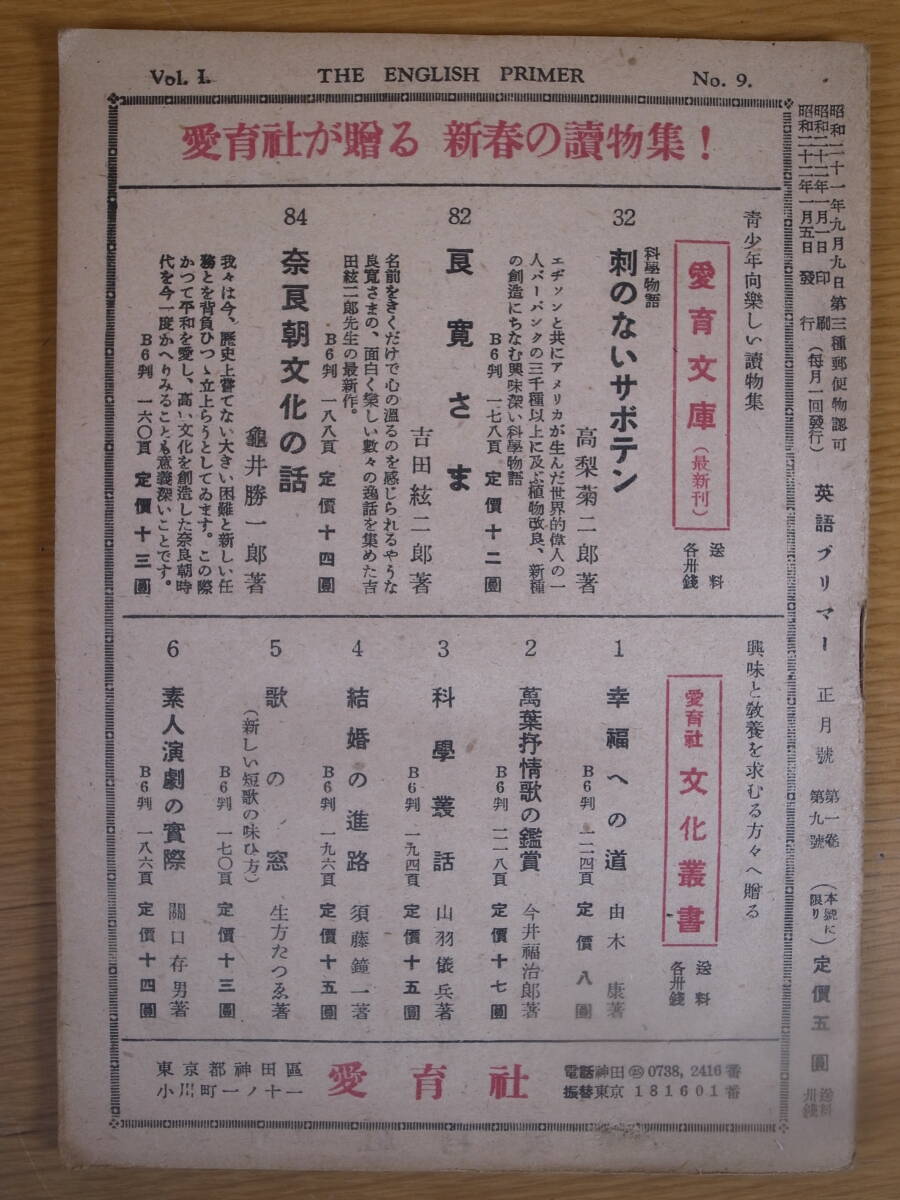 Vol. I.
THE ENGLISH PRIMER
No. 9.
昭和二十一年九月九日第三種郵便物認可
昭和二十二年一月一日印刷
昭和二十二年一月五日發行
(每月一回發行)
英語プリマー
正月號
第一卷
第九號
(本號に限り)
定價五圓
送料
卅錢
愛育社が贈る 新春の讀物集!
靑少年向樂しい讀物集
愛育文庫(最新刊)
送料
各卅錢
32
科學物語
刺のないサボテン
高梨菊二郎著
エヂソンと共にアメリカが生んだ世界的偉人の一
人バーバンクの三千種以上に及ぶ植物改良、新種
の創造にちなむ興味深い科學物語
B6判 一七八頁 定價十二圓
82
良寬さま
吉田絃二郎著
名前をきくだけで心の溫るのを感じられるやうな
良寬さまの、面白く樂しい數々の逸話を集めた吉
田絃二郎先生の最新作。
B6判 一八八頁 定價十四圓
84
奈良朝文化の話
龜井勝一郎著
我々は今、歷史上嘗てない大きい困難と新しい任
務とを背負ひつゝ立上らうとしてゐます。この際
かつて平和を愛し、高い文化を創造した奈良朝時
代を今一度かへりみることも意義深いことです。
B6判 一六〇頁 定價十三圓
興味と敎養を求むる方々へ贈る
愛育社 文化叢書
送料
各卅錢
1
幸福への道
由木 康著
B6判 一二四頁 定價八圓
2
萬葉抒情歌の鑑賞
今井福治郎著
B6判 二一八頁 定價十七圓
3
科學叢話
山羽儀兵著
B6判 一九四頁 定價十五圓
4
結婚の進路
須藤鐘一著
B6判 一九六頁 定價十五圓
5
歌の窓
(新しい短歌の味ひ方)
生方たつゑ著
B6判 一七〇頁 定價十三圓
6
素人演劇の實際
關口存男著
B6判 一八六頁 定價十四圓
東京都神田區
小川町一ノ十一
愛育社
電話神田 0738, 2416番
振替東京 181601番